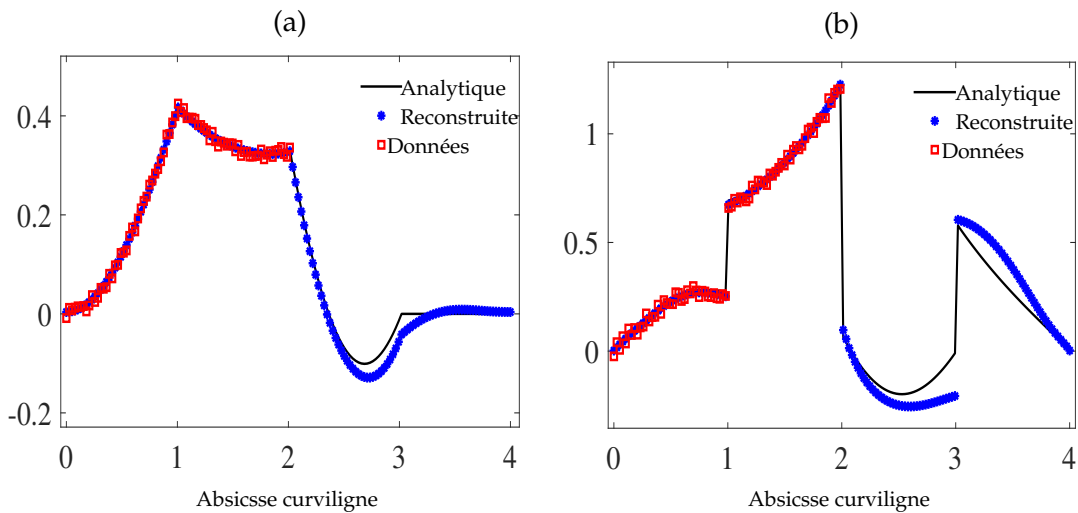 (a)
0.4
0.2
0
-0.2
0
1
2
3
4
Analytique
Reconstruite
Données
Absicsse curviligne
(b)
1
0.5
0
0
1
2
3
4
Analytique
Reconstruite
Données
Absicsse curviligne